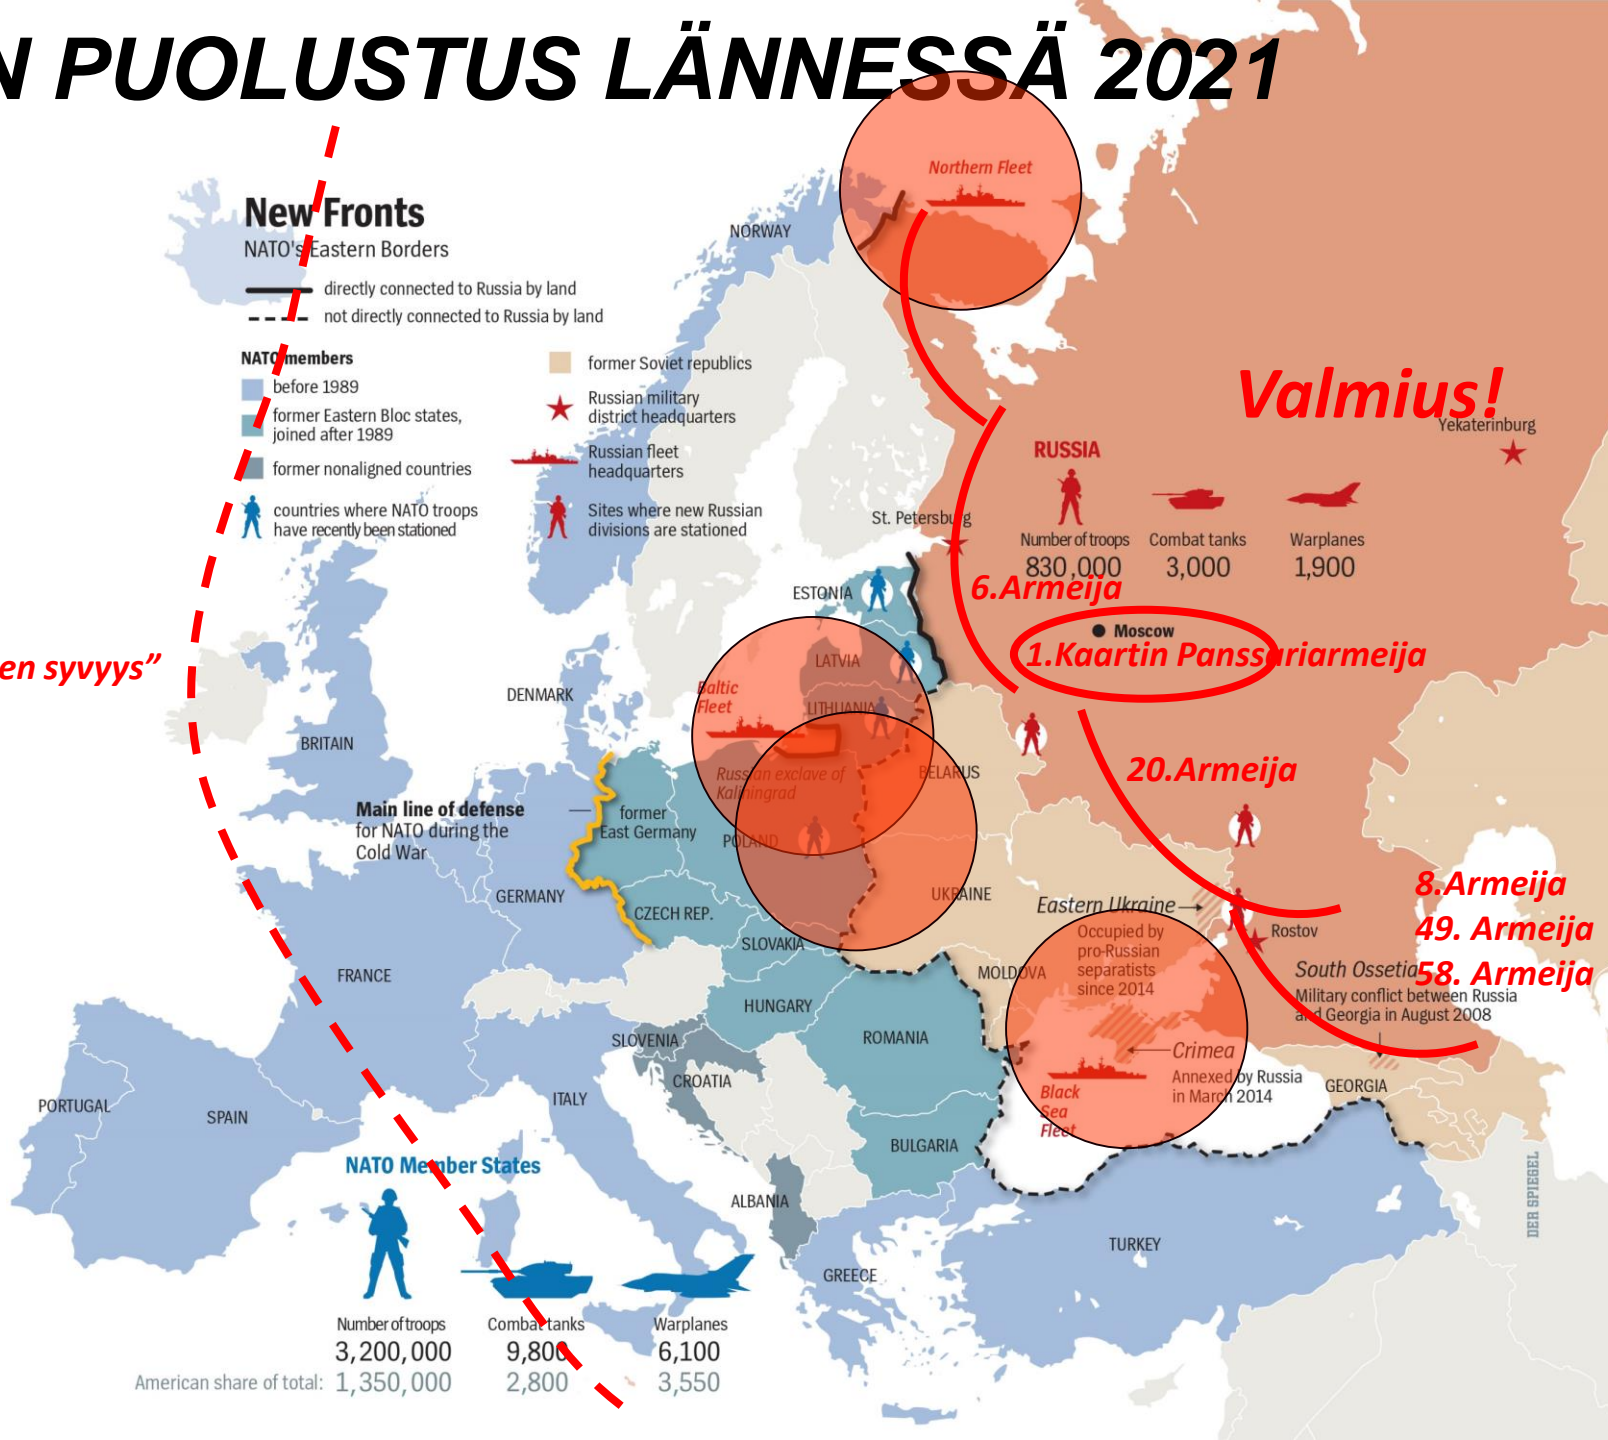 N PUOLUSTUS LÄNNESSÄ 2021
New Fronts
NATO's Eastern Borders
directly connected to Russia by land
not directly connected to Russia by land
NATO members
before 1989
former Eastern Bloc states,
joined after 1989
former nonaligned countries
countries where NATO troops
have recently been stationed
former Soviet republics
Russian military
district headquarters
Russian fleet
headquarters
Sites where new Russian
divisions are stationed
Northern Fleet
NORWAY
Valmius!
Yekaterinburg
RUSSIA
Number of troops
830,000
Combat tanks
3,000
Warplanes
1,900
St. Petersburg
ESTONIA
6.Armeija
Moscow
1.Kaartin Panssariarmeija
en syvyys”
LATVIA
Baltic
Fleet
LITHUANIA
DENMARK
BRITAIN
Russian exclave of
Kaliningrad
BELARUS
20.Armeija
Main line of defense
for NATO during the
Cold War
former
East Germany
POLAND
GERMANY
CZECH REP.
UKRAINE
Eastern Ukraine
Occupied by
pro-Russian
separatists
since 2014
Rostov
8.Armeija
49. Armeija
58. Armeija
SLOVAKIA
MOLDOVA
South Ossetia
Military conflict between Russia
and Georgia in August 2008
FRANCE
HUNGARY
SLOVENIA
ROMANIA
CROATIA
Crimea
Annexed by Russia
in March 2014
Black
Sea
Fleet
GEORGIA
PORTUGAL
SPAIN
ITALY
BULGARIA
NATO Member States
ALBANIA
DER SPIEGEL
TURKEY
GREECE
Number of troops
3,200,000
Combat tanks
9,800
Warplanes
6,100
American share of total: 1,350,000
2,800
3,550